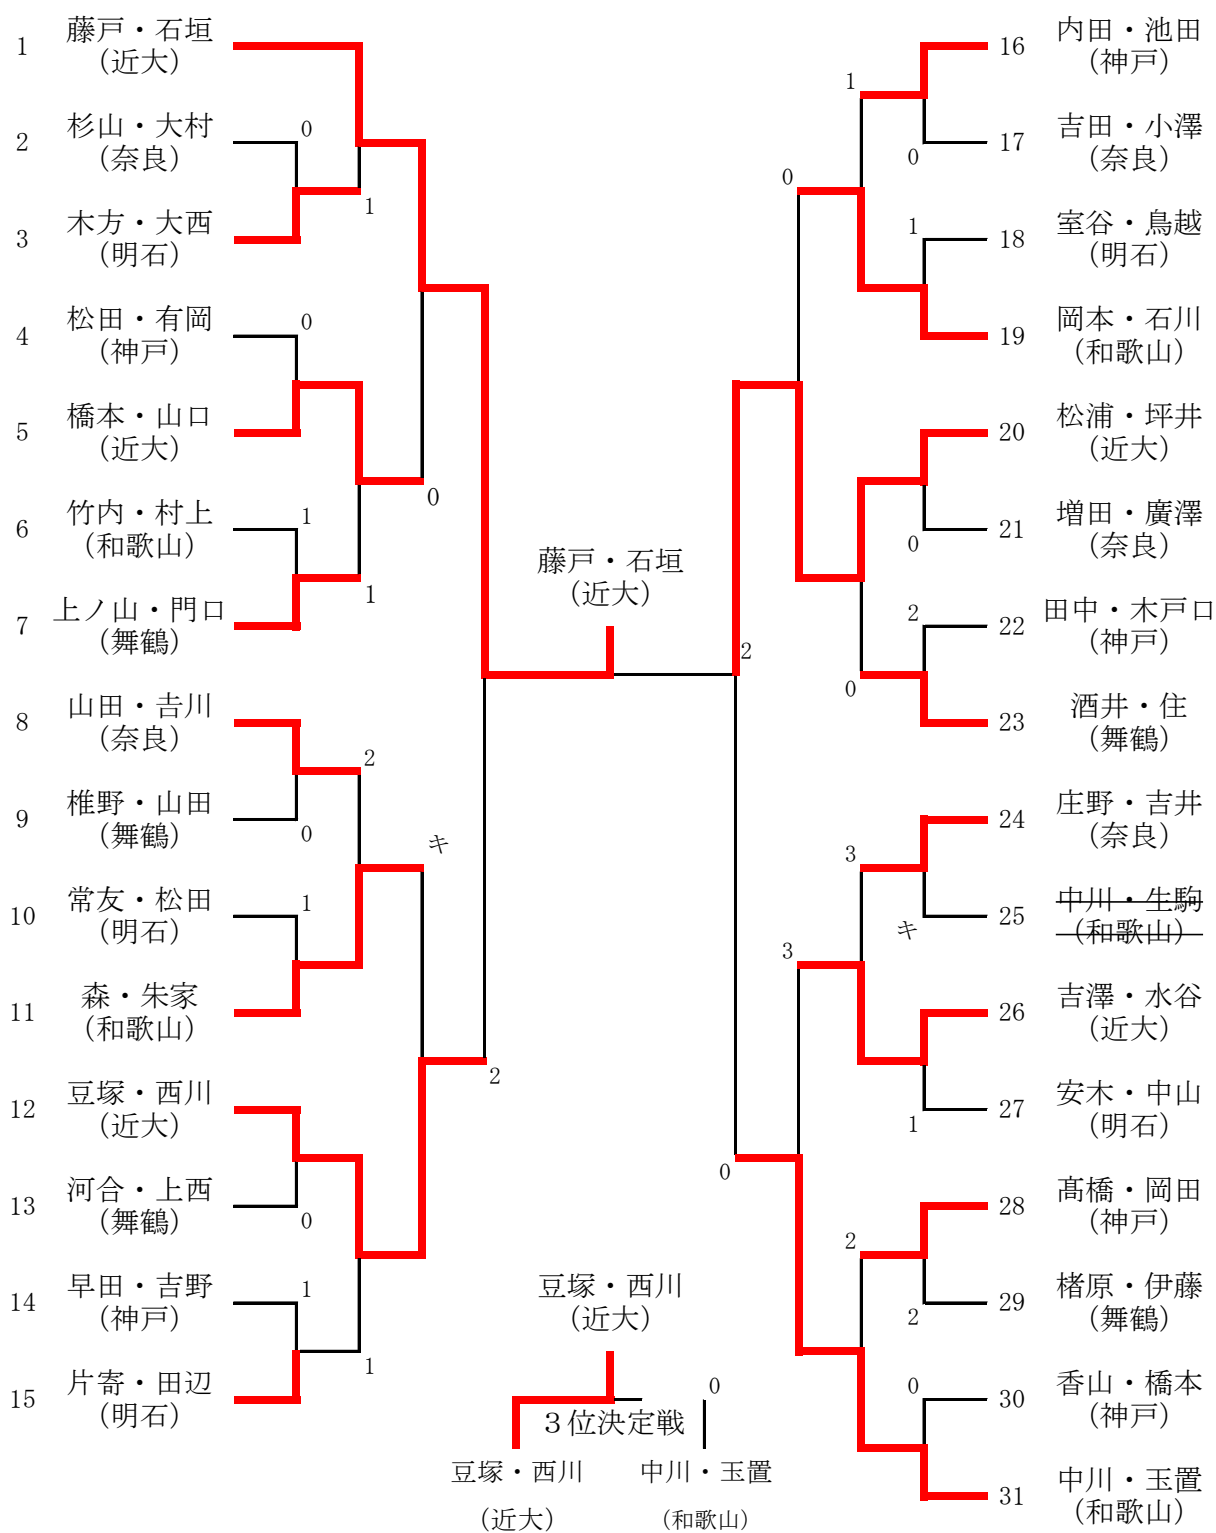 1 藤戸・石垣
(近大)
2 杉山・大村
(奈良)
0
3 木方・大西
(明石)
1
4 松田・有岡
(神戸)
0
5 橋本・山口
(近大)
0
6 竹内・村上
(和歌山)
1
7 上ノ山・門口
(舞鶴)
1
8 山田・𠮷川
(奈良)
2
9 椎野・山田
(舞鶴)
0
キ
10 常友・松田
(明石)
1
11 森・朱家
(和歌山)
12 豆塚・西川
(近大)
2
13 河合・上西
(舞鶴)
0
14 早田・吉野
(神戸)
1
15 片寄・田辺
(明石)
1
藤戸・石垣
(近大)
2
豆塚・西川
(近大)
0
３位決定戦
豆塚・西川
(近大)
中川・玉置
(和歌山)
16 内田・池田
(神戸)
1
17 吉田・小澤
(奈良)
0
0
18 室谷・鳥越
(明石)
1
19 岡本・石川
(和歌山)
20 松浦・坪井
(近大)
21 増田・廣澤
(奈良)
0
22 田中・木戸口
(神戸)
2
23 酒井・住
(舞鶴)
0
24 庄野・吉井
(奈良)
3
25 中川・生駒
(和歌山)
キ
3
26 吉澤・水谷
(近大)
27 安木・中山
(明石)
1
0
28 髙橋・岡田
(神戸)
2
29 楮原・伊藤
(舞鶴)
2
30 香山・橋本
(神戸)
0
31 中川・玉置
(和歌山)